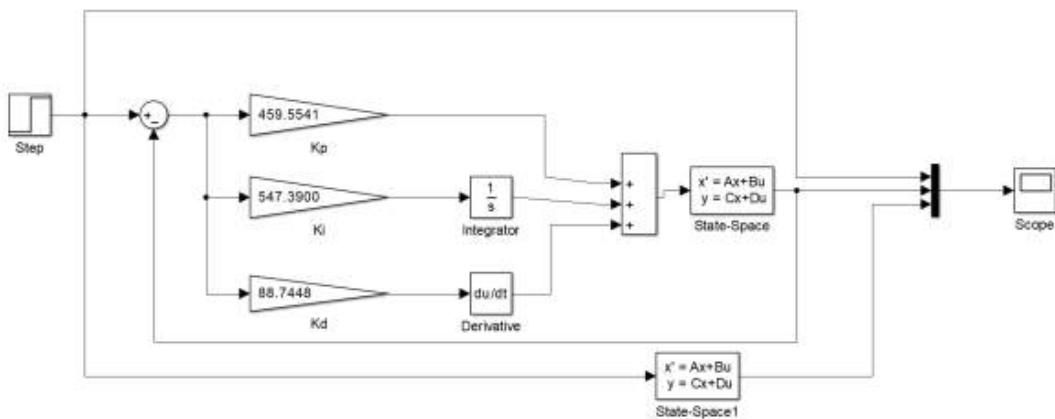 Step
+
−
459.5541
Kp
547.3900
Ki
1
s
Integrator
88.7448
Kd
du/dt
Derivative
+
+
+
x' = Ax+Bu
y = Cx+Du
State-Space
x' = Ax+Bu
y = Cx+Du
State-Space1
Scope